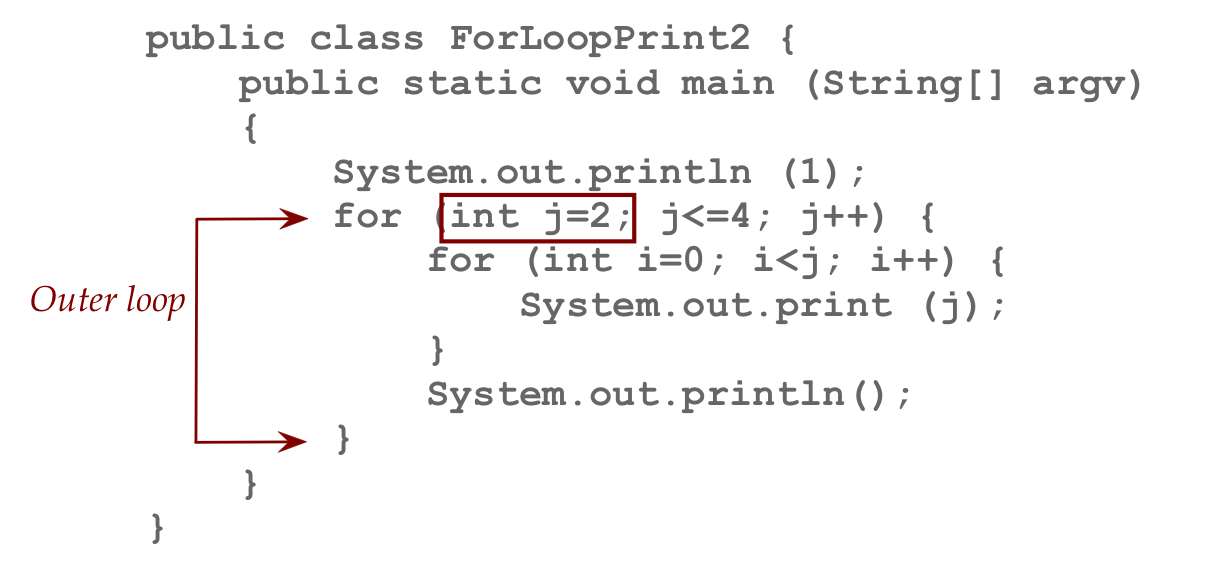 public class ForLoopPrint2 {
public static void main (String[] argv)
{
System.out.println (1);
for (int j=2; j<=4; j++) {
for (int i=0; i<j; i++) {
Outer loop
System.out.print (j);
}
System.out.println();
}
}
}